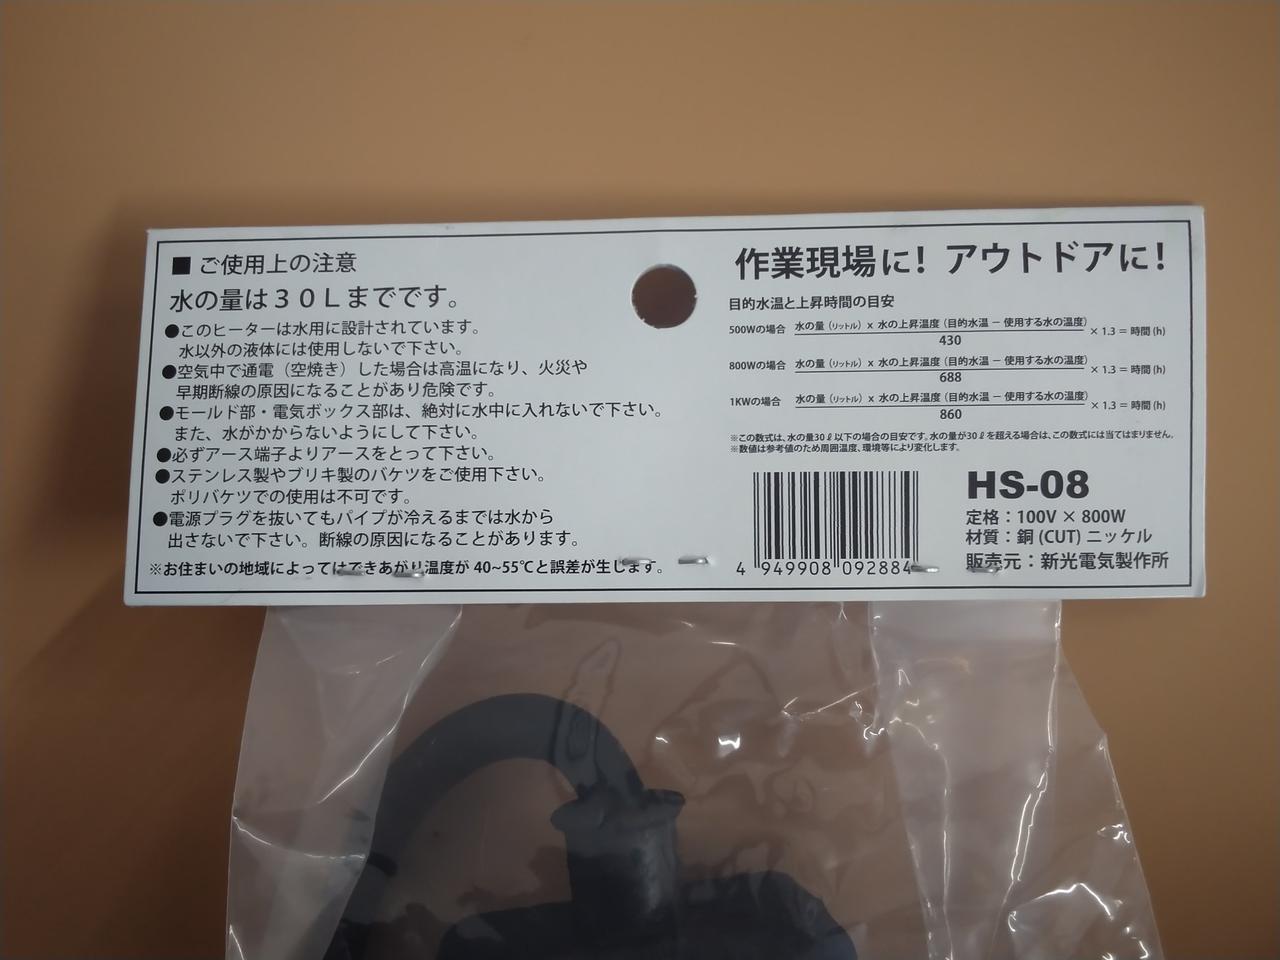 ■ ご使用上の注意
水の量は３０Ｌまでです。
●このヒーターは水用に設計されています。
水以外の液体には使用しないで下さい。
●空気中で通電（空焼き）した場合は高温になり、火災や
早期断線の原因になることがあり危険です。
●モールド部・電気ボックス部は、絶対に水中に入れないで下さい。
また、水がかからないようにして下さい。
●必ずアース端子よりアースをとって下さい。
●ステンレス製やブリキ製のバケツをご使用下さい。
ポリバケツでの使用は不可です。
●電源プラグを抜いてもパイプが冷えるまでは水から
出さないで下さい。断線の原因になることがあります。
※お住まいの地域によってはできあがり温度が 40~55℃と誤差が生じます。
作業現場に！ アウトドアに！
目的水温と上昇時間の目安
500Wの場合 水の量（リットル）x 水の上昇温度（目的水温 − 使用する水の温度） × 1.3 = 時間 (h)
430
800Wの場合 水の量（リットル）x 水の上昇温度（目的水温 − 使用する水の温度） × 1.3 = 時間 (h)
688
1KWの場合 水の量（リットル）x 水の上昇温度（目的水温 − 使用する水の温度） × 1.3 = 時間 (h)
860
※この数式は、水の量30ℓ以下の場合の目安です。水の量が30ℓを超える場合は、この数式には当てはまりません。
※数値は参考値のため周囲温度、環境等により変化します。
4 949908 092884
HS-08
定格：100V × 800W
材質：銅 (CUT) ニッケル
販売元：新光電気製作所